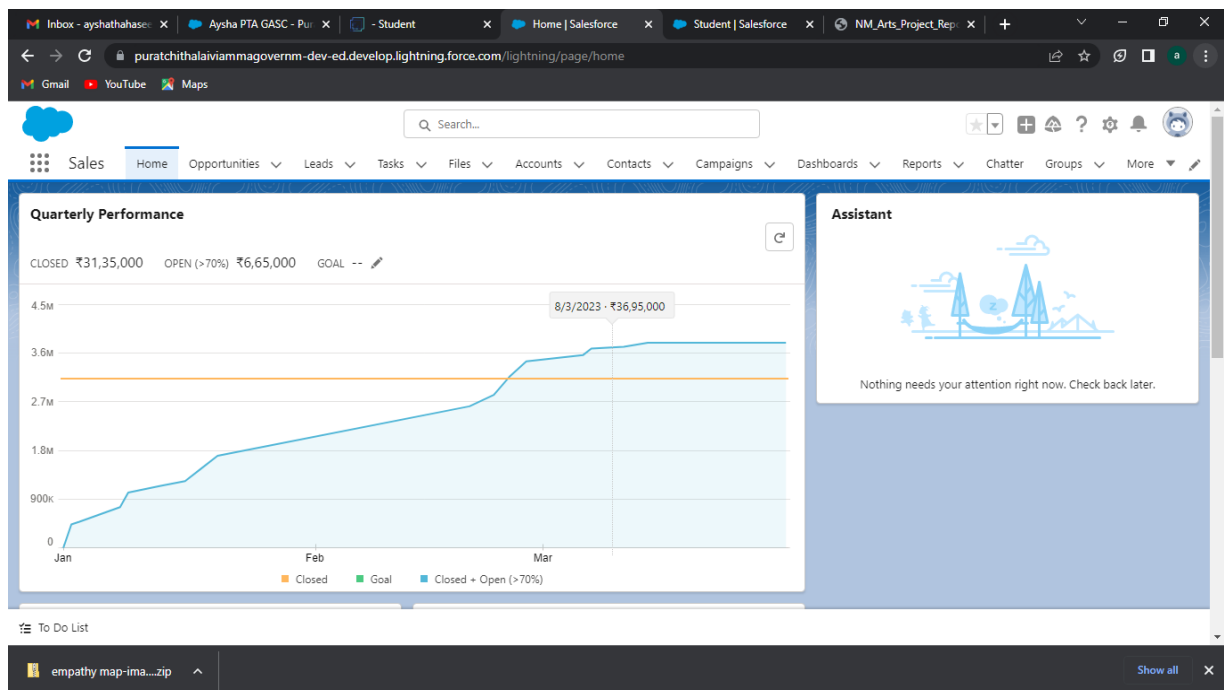 Inbox - ayshathahasee
Aysha PTA GASC - Pur
- Student
Home | Salesforce
Student | Salesforce
NM_Arts_Project_Repo
puratchithalaiviammagovernm-dev-ed.develop.lightning.force.com/lightning/page/home
a
Gmail YouTube Maps
Search...
Sales Home Opportunities Leads Tasks Files Accounts Contacts Campaigns Dashboards Reports Chatter Groups More
Quarterly Performance
CLOSED ₹31,35,000 OPEN (>70%) ₹6,65,000 GOAL --
8/3/2023 · ₹36,95,000
4.5M
3.6M
2.7M
1.8M
900K
0
Jan Feb Mar
Closed Goal Closed + Open (>70%)
Assistant
z
Nothing needs your attention right now. Check back later.
To Do List
empathy map-ima....zip
Show all